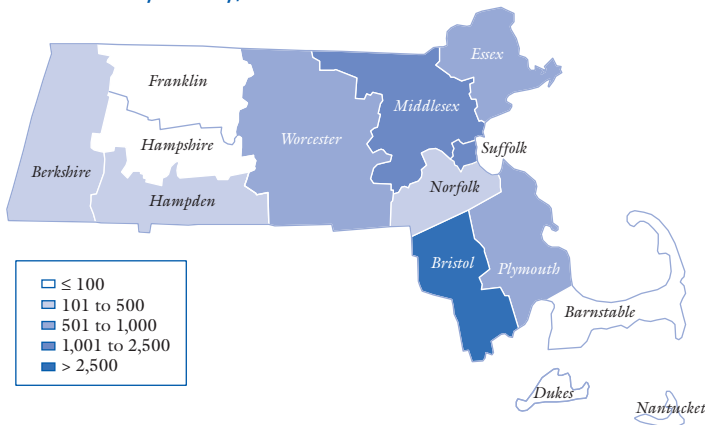 Essex
Franklin
Middlesex
Worcester
Hampshire
Suffolk
Berkshire
Norfolk
Hampden
Bristol
Plymouth
≤ 100
101 to 500
501 to 1,000
1,001 to 2,500
> 2,500
Barnstable
Dukes
Nantucket